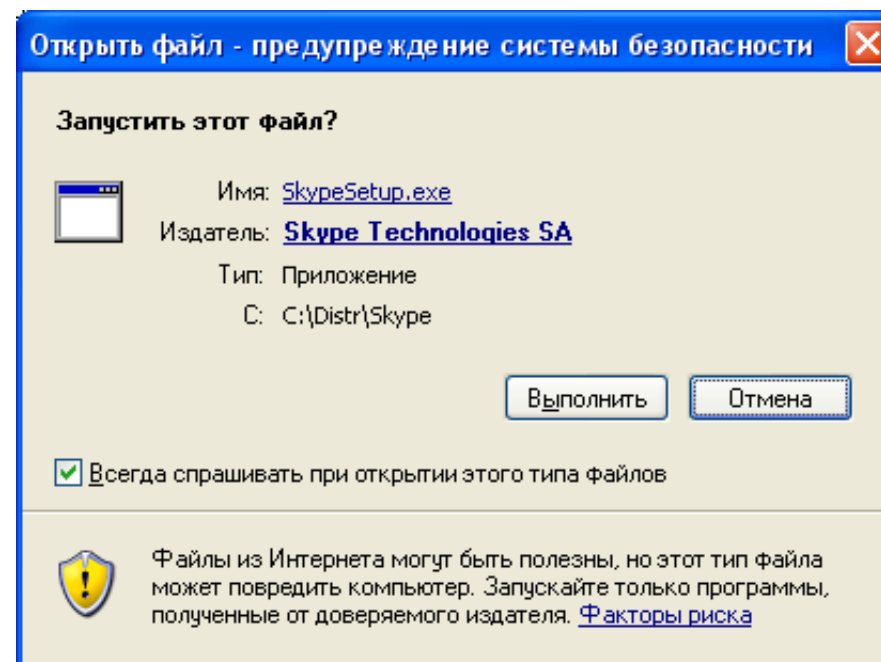 Открыть файл - предупреждение системы безопасности
Запустить этот файл?
Имя: SkypeSetup.exe
Издатель: Skype Technologies SA
Тип: Приложение
С: C:\Distr\Skype
Выполнить Отмена
Всегда спрашивать при открытии этого типа файлов
Файлы из Интернета могут быть полезны, но этот тип файла
может повредить компьютер. Запускайте только программы,
полученные от доверяемого издателя. Факторы риска